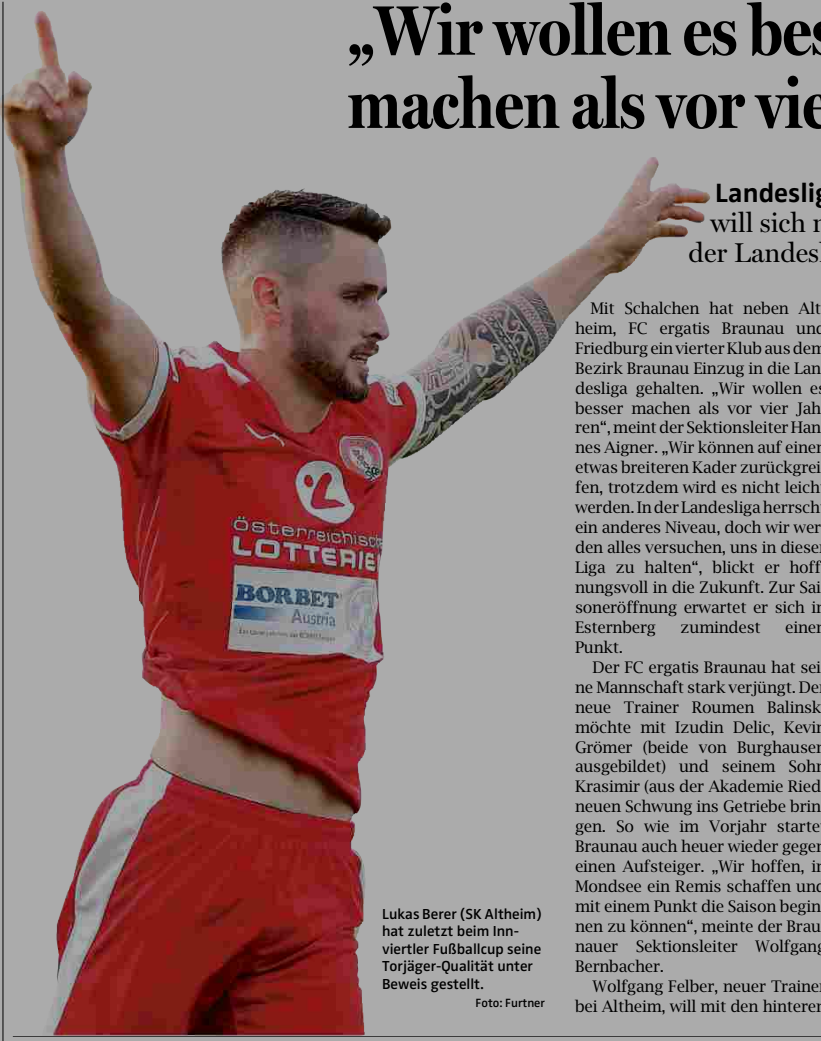 „Wir wollen es bes
machen als vor vie
Landeslig
will sich n
der Landesl
Mit Schalchen hat neben Alt
heim, FC ergatis Braunau und
Friedburg ein vierter Klub aus dem
Bezirk Braunau Einzug in die Lan
desliga gehalten. „Wir wollen es
besser machen als vor vier Jah
ren“, meint der Sektionsleiter Han
nes Aigner. „Wir können auf einen
etwas breiteren Kader zurückgrei
fen, trotzdem wird es nicht leicht
werden. In der Landesliga herrscht
ein anderes Niveau, doch wir wer
den alles versuchen, uns in dieser
Liga zu halten“, blickt er hoff
nungsvoll in die Zukunft. Zur Sai
soneröffnung erwartet er sich in
Esternberg zumindest einen
Punkt.
Der FC ergatis Braunau hat sei
ne Mannschaft stark verjüngt. Der
neue Trainer Roumen Balinsk
möchte mit Izudin Delic, Kevin
Grömer (beide von Burghausen
ausgebildet) und seinem Sohn
Krasimir (aus der Akademie Ried
neuen Schwung ins Getriebe brin
gen. So wie im Vorjahr startet
Braunau auch heuer wieder gegen
einen Aufsteiger. „Wir hoffen, in
Mondsee ein Remis schaffen und
mit einem Punkt die Saison begin
nen zu können“, meinte der Brau
nauer Sektionsleiter Wolfgang
Bernbacher.
Wolfgang Felber, neuer Trainer
bei Altheim, will mit den hinteren
österreichische
LOTTERIEN
BORBET
Austria
Lukas Berer (SK Altheim)
hat zuletzt beim Inn-
viertler Fußballcup seine
Torjäger-Qualität unter
Beweis gestellt.
Foto: Furtner